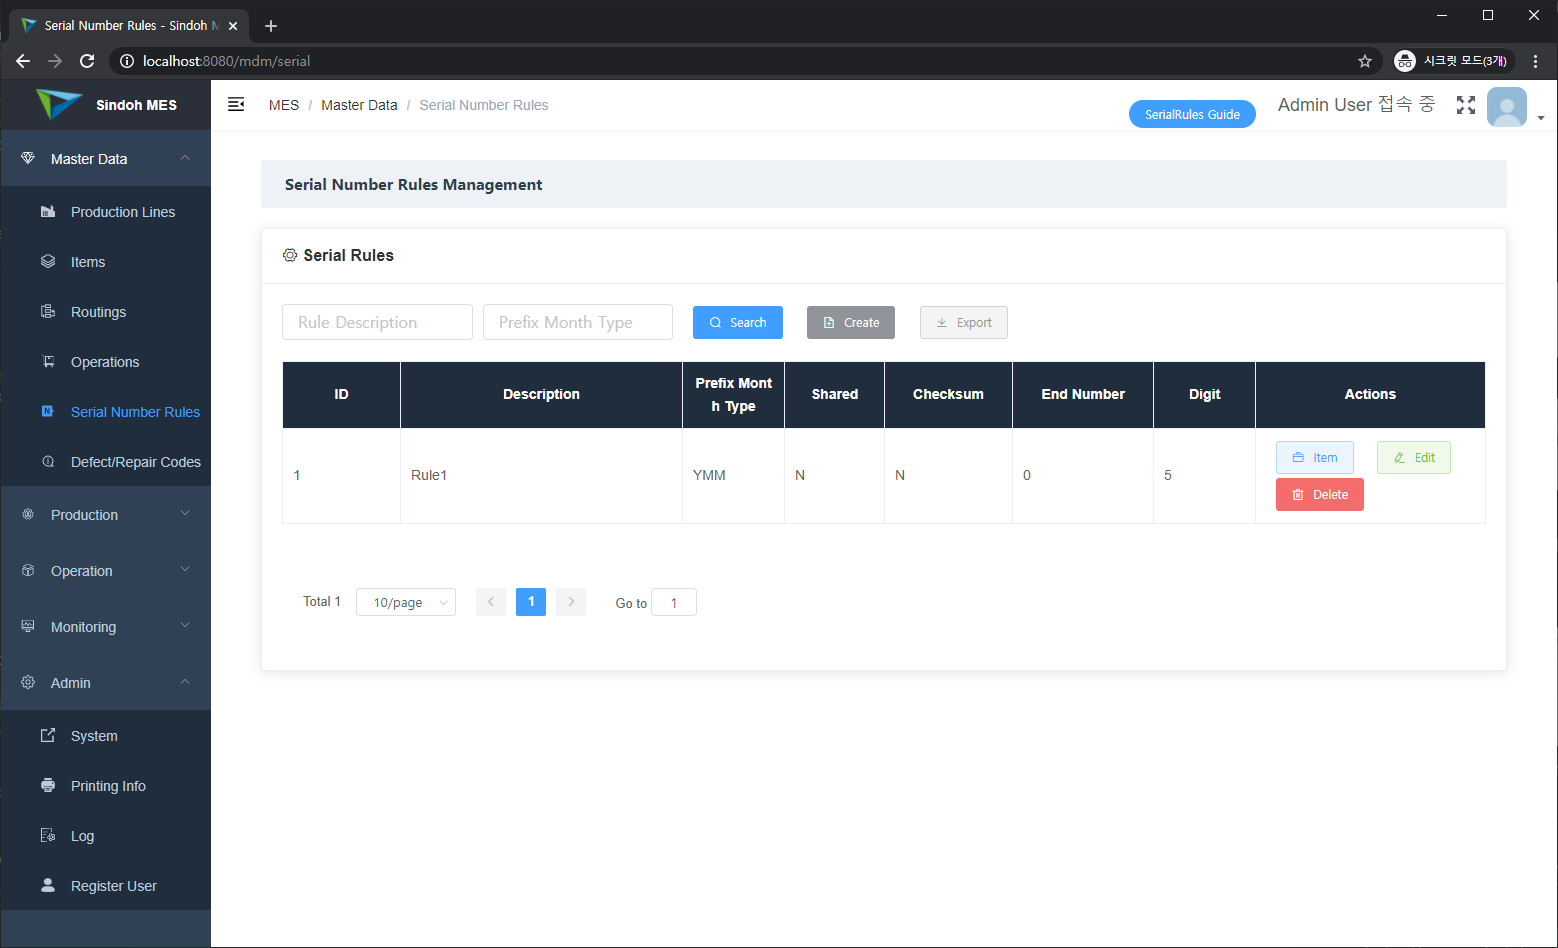 Serial Number Rules - Sindoh M
localhost:8080/mdm/serial
시크릿 모드(3개)
Sindoh MES
MES / Master Data / Serial Number Rules
SerialRules Guide
Admin User 접속 중
Master Data
Production Lines
Items
Routings
Operations
Serial Number Rules
Defect/Repair Codes
Production
Operation
Monitoring
Admin
System
Printing Info
Log
Register User
Serial Number Rules Management
Serial Rules
Rule Description
Prefix Month Type
Search
Create
Export
ID Description Prefix Mont
h Type Shared Checksum End Number Digit Actions
1 Rule1 YMM N N 0 5 Item Edit
Delete
Total 1 10/page 1 Go to 1